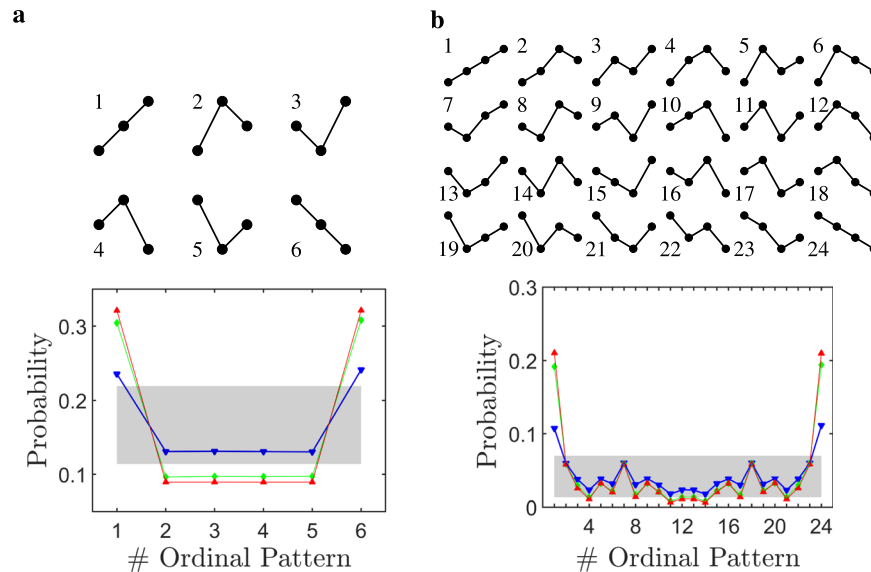 a
1 2 3
4 5 6
0.3
0.2
0.1
Probability
1 2 3 4 5 6
# Ordinal Pattern
b
1 2 3 4 5 6
7 8 9 10 11 12
13 14 15 16 17 18
19 20 21 22 23 24
0.3
0.2
0.1
0
Probability
4 8 12 16 20 24
# Ordinal Pattern